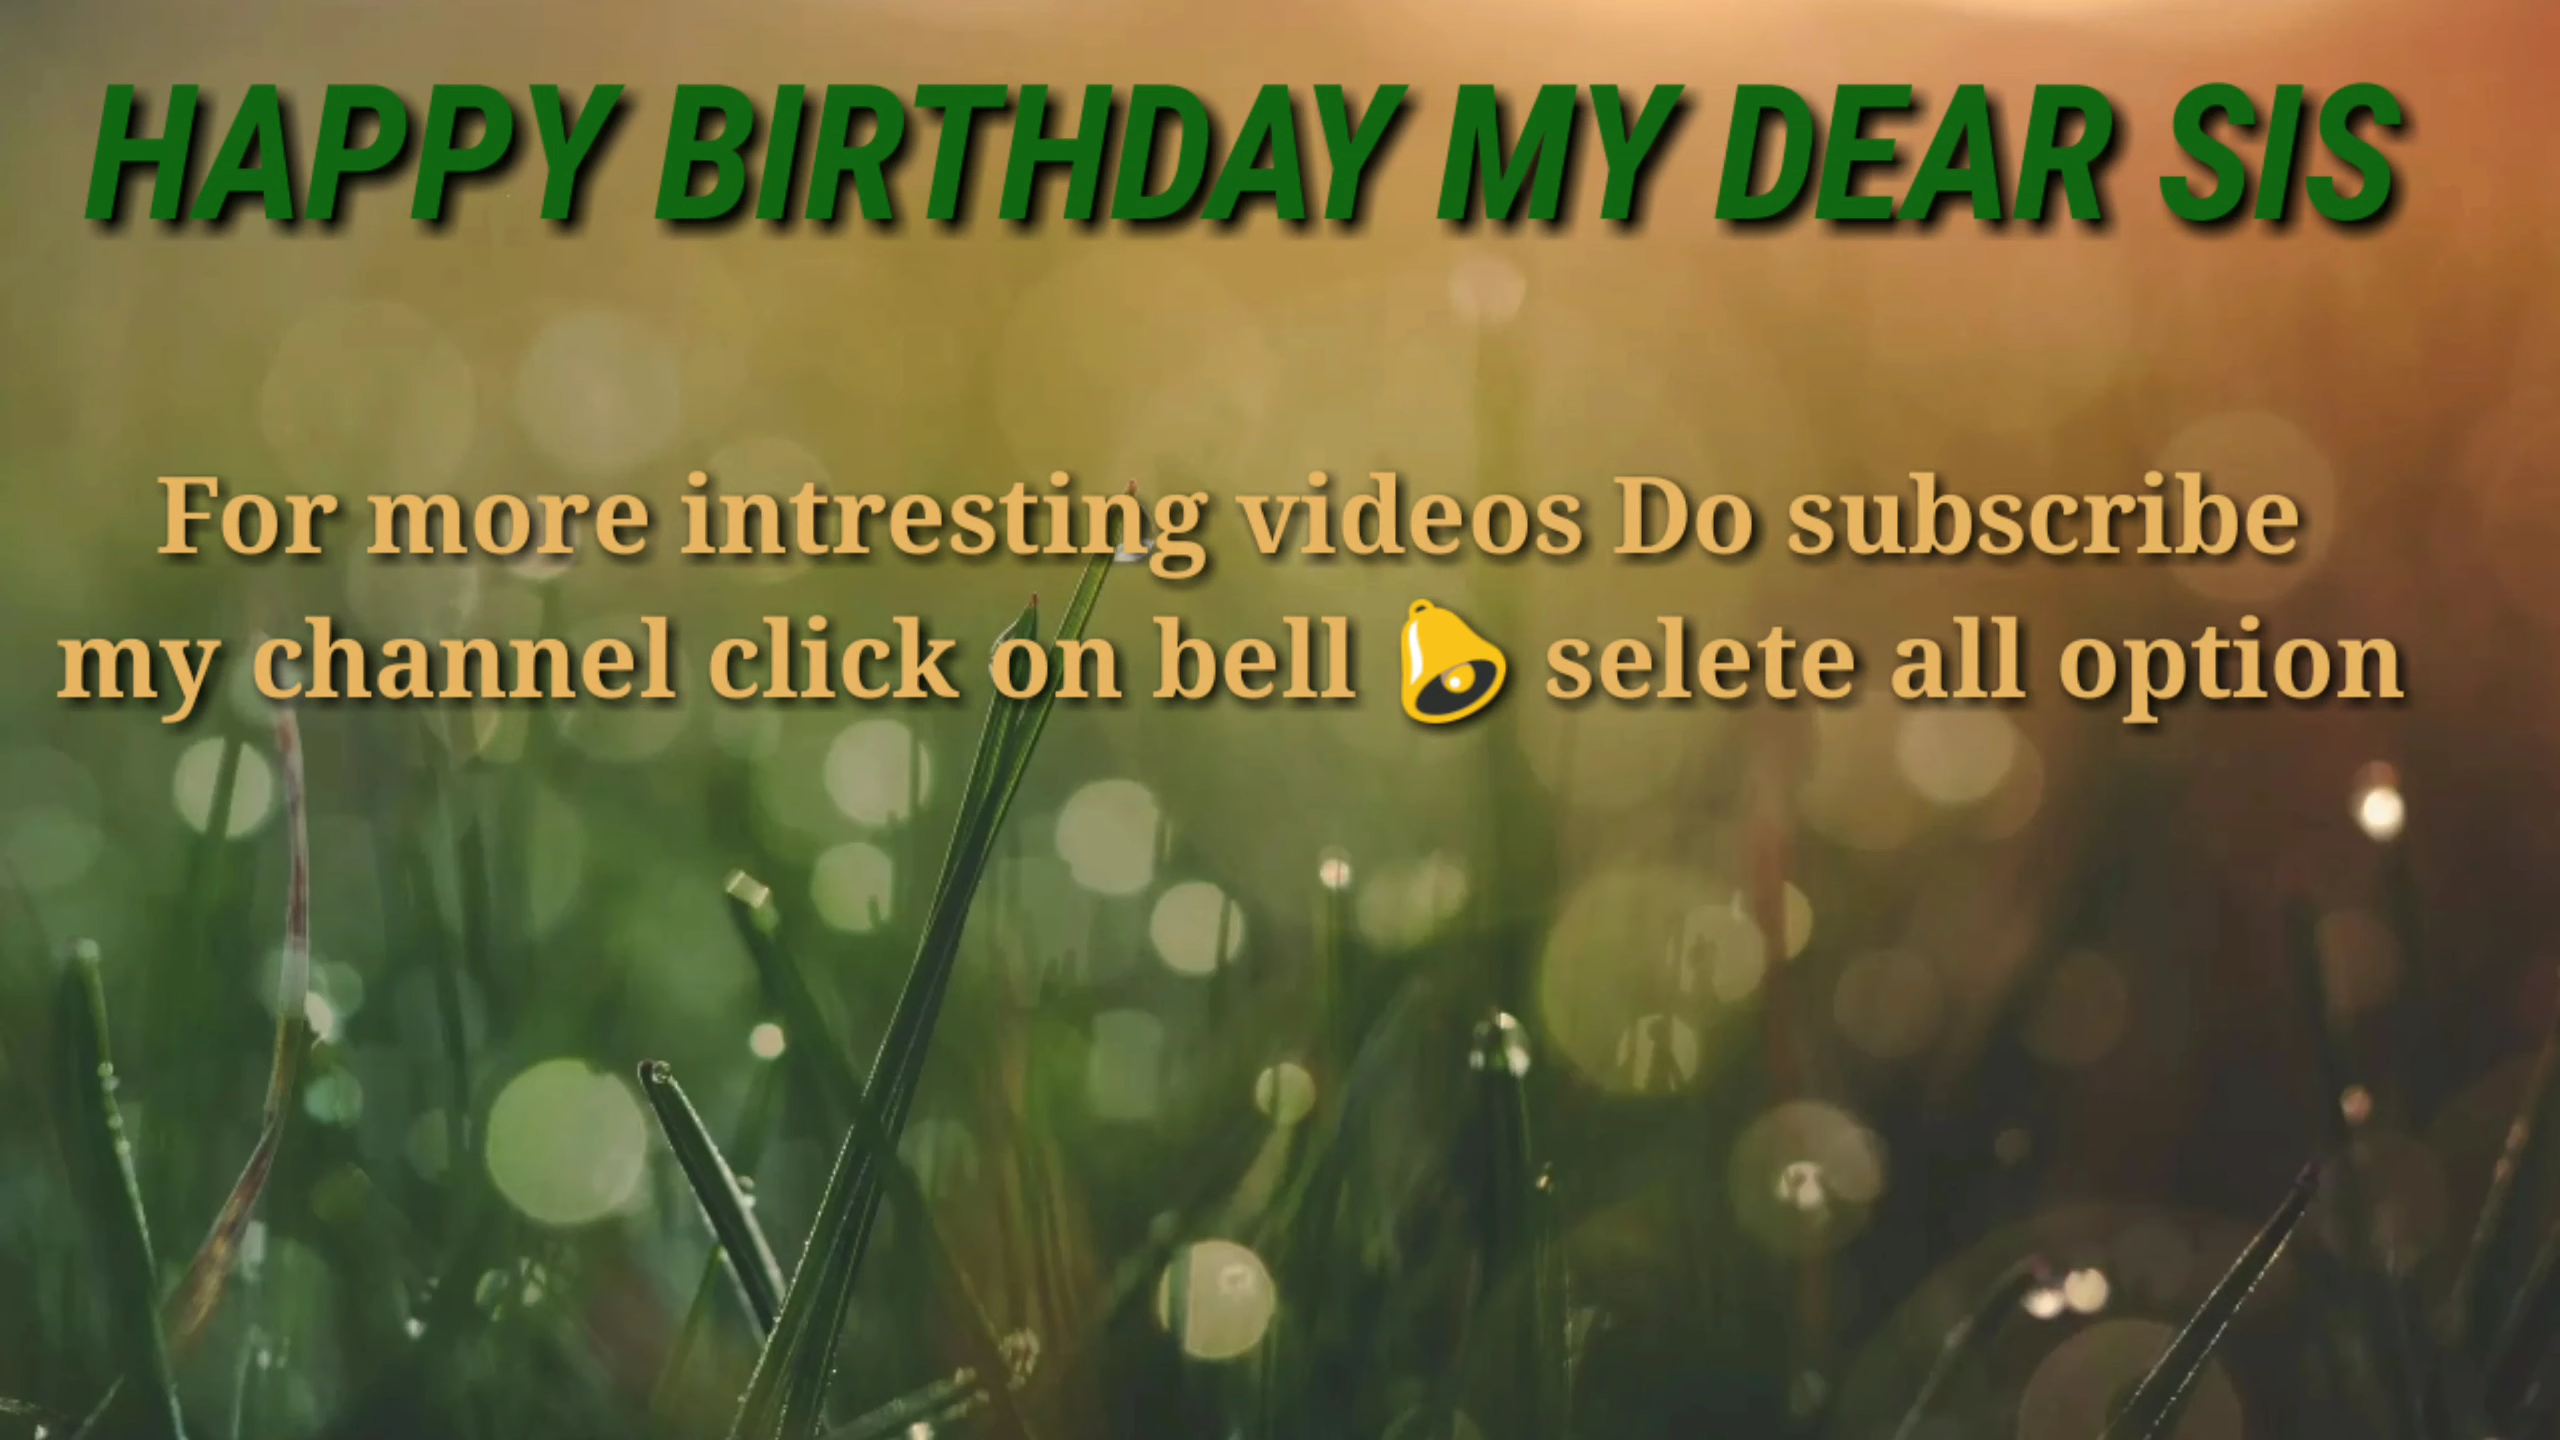 HAPPY BIRTHDAY MY DEAR SIS
For more intresting videos Do subscribe
my channel click on bell 🔔 selete all option